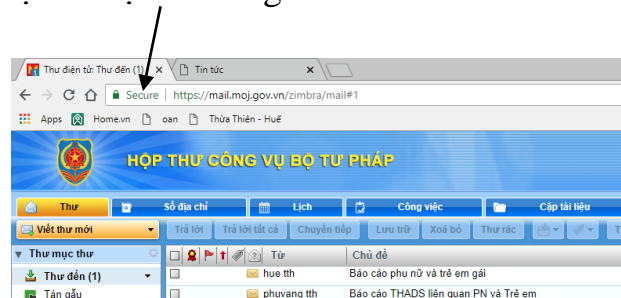 Thư điện tử: Thư đến (1) Tin tức
Secure https://mail.moj.gov.vn/zimbra/mail#1
Apps Home.vn oan Thừa Thiên - Huế
HỘP THƯ CÔNG VỤ BỘ TƯ PHÁP
Thư Sổ địa chỉ Lịch Công việc Cặp tài liệu
Viết thư mới Trả lời Trả lời tất cả Chuyển tiếp Lưu trữ Xoá bỏ Thư rác
Thư mục thư Từ Chủ đề
Thư đến (1) hue tth Báo cáo phụ nữ và trẻ em gái
Tán gẫu phuvang tth Báo cáo THADS liên quan PN và Trẻ em